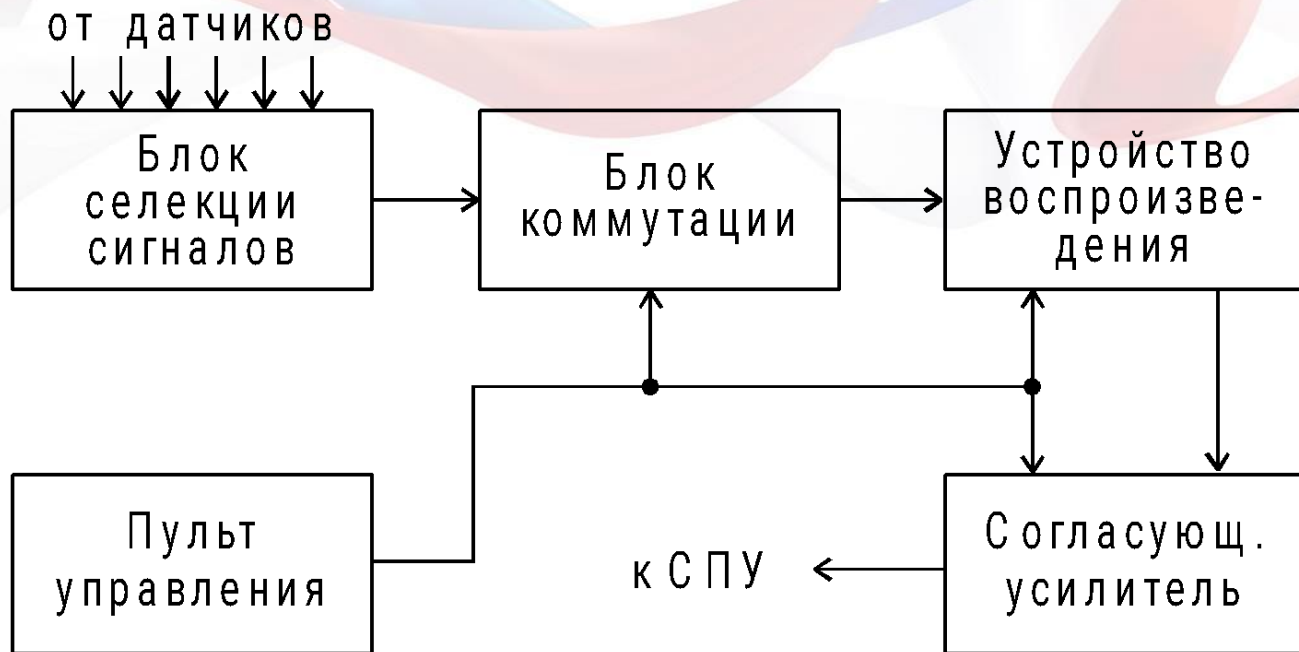 от датчиков
Блок
селекции
сигналов
Блок
коммутации
Устройство
воспроизве-
дения
Пульт
управления
к СПУ
Согласующ.
усилитель